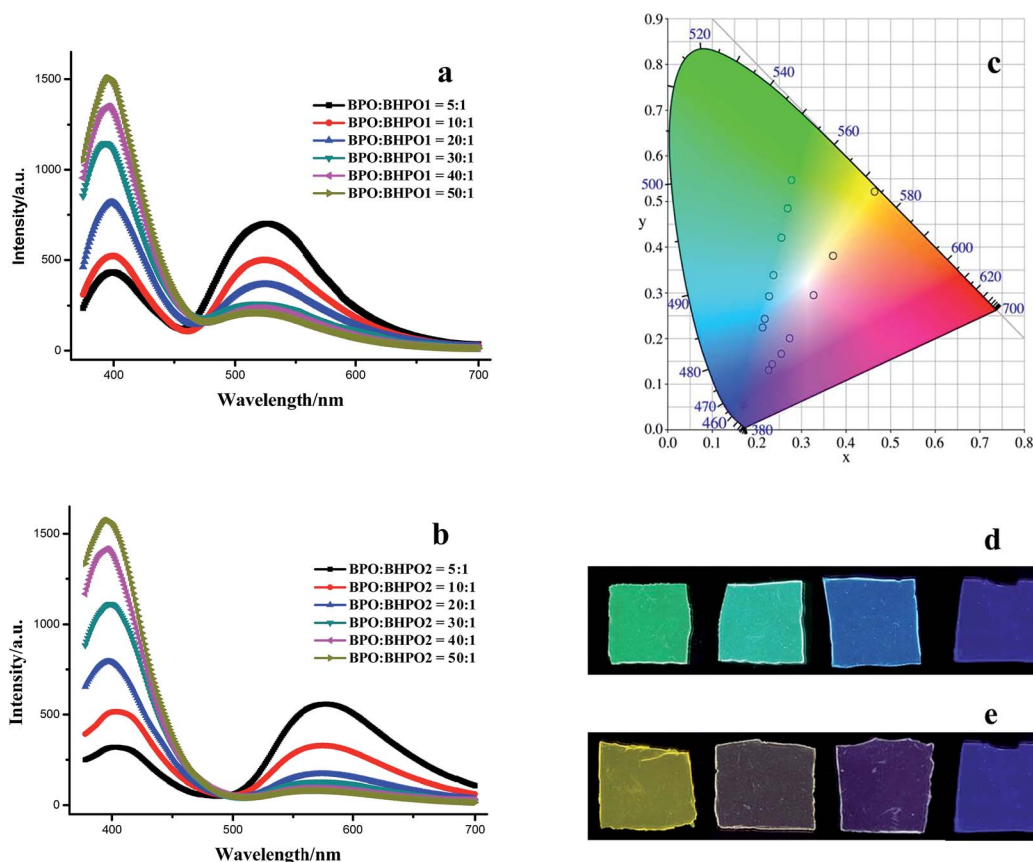 a
1500
1000
500
0
Intensity/a.u.
BPO:BHPO1 = 5:1
BPO:BHPO1 = 10:1
BPO:BHPO1 = 20:1
BPO:BHPO1 = 30:1
BPO:BHPO1 = 40:1
BPO:BHPO1 = 50:1
400 500 600 700
Wavelength/nm
c
0.9
0.8
0.7
0.6
0.5
0.4
0.3
0.2
0.1
0.0
y
520
540
560
580
600
620
700
500
490
480
470
460
380
0.0 0.1 0.2 0.3 0.4 0.5 0.6 0.7 0.8
x
b
1500
1000
500
0
Intensity/a.u.
BPO:BHPO2 = 5:1
BPO:BHPO2 = 10:1
BPO:BHPO2 = 20:1
BPO:BHPO2 = 30:1
BPO:BHPO2 = 40:1
BPO:BHPO2 = 50:1
400 500 600 700
Wavelength/nm
d
e